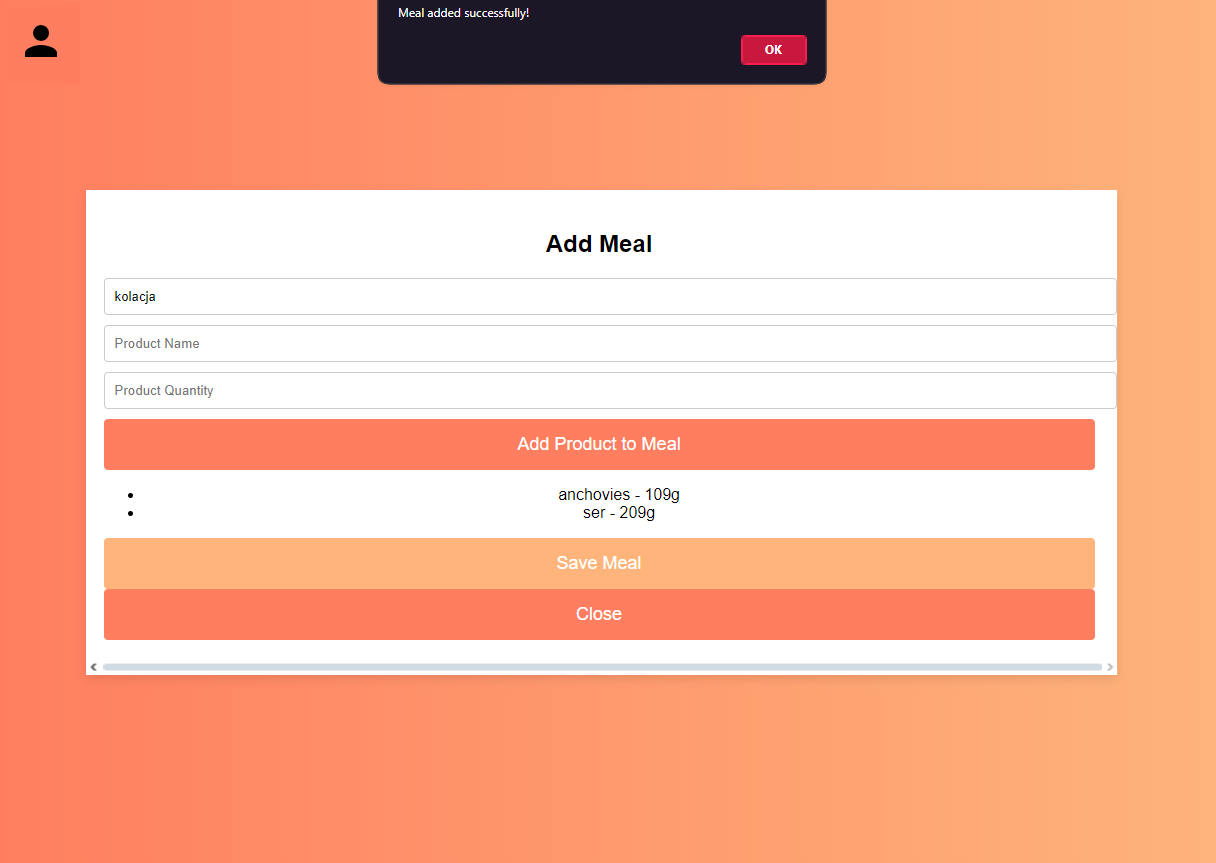 Meal added successfully!
OK
Add Meal
kolacja
Product Name
Product Quantity
Add Product to Meal
anchovies - 109g
ser - 209g
Save Meal
Close